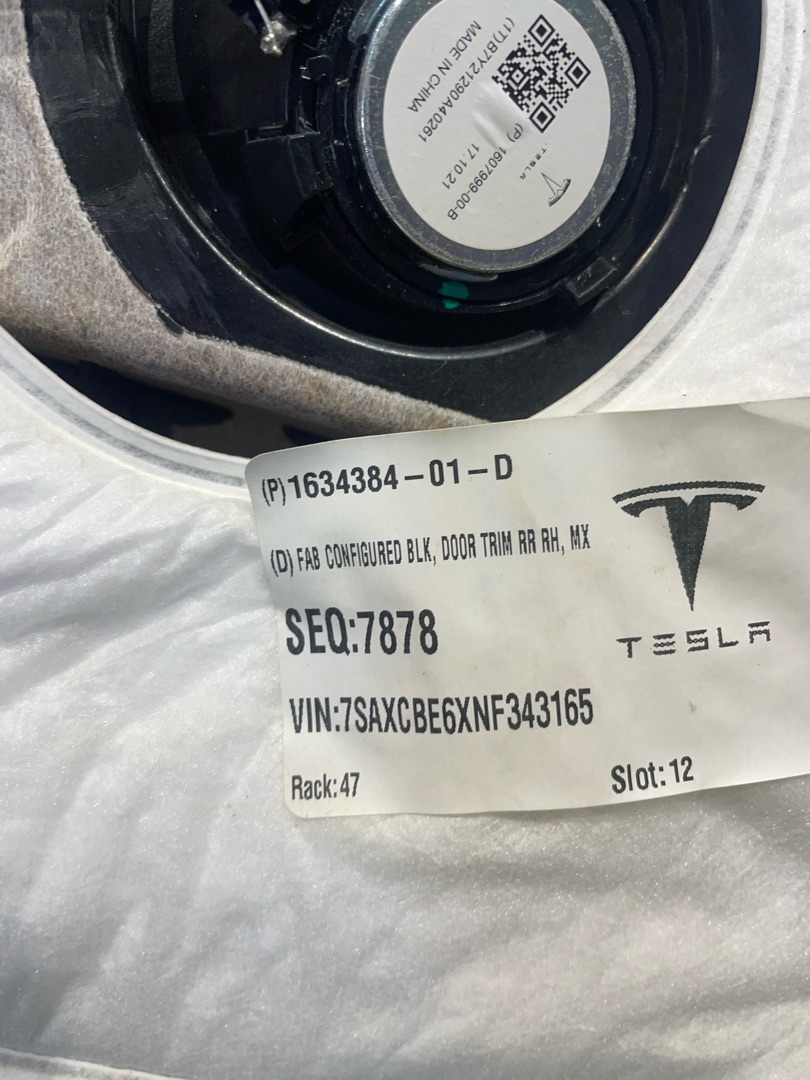 (1T)B7Y21290A40261
MADE IN CHINA
(P) 1607999-00-B
17.10.21
TESLA
(P)1634384-01-D
(D) FAB CONFIGURED BLK, DOOR TRIM RR RH, MX
SEQ:7878
VIN:7SAXCBE6XNF343165
TESLA
Rack:47
Slot:12